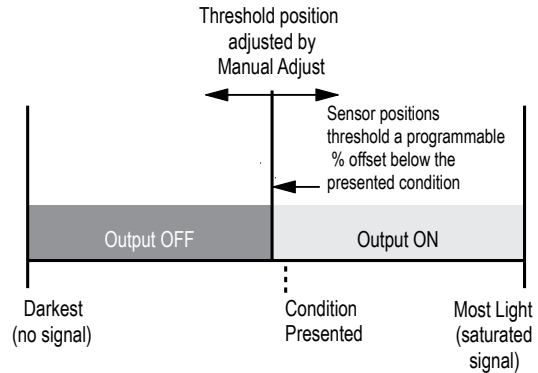 Threshold position
adjusted by
Manual Adjust
Sensor positions
threshold a programmable
% offset below the
presented condition
Output OFF
Output ON
Darkest
(no signal)
Condition
Presented
Most Light
(saturated
signal)